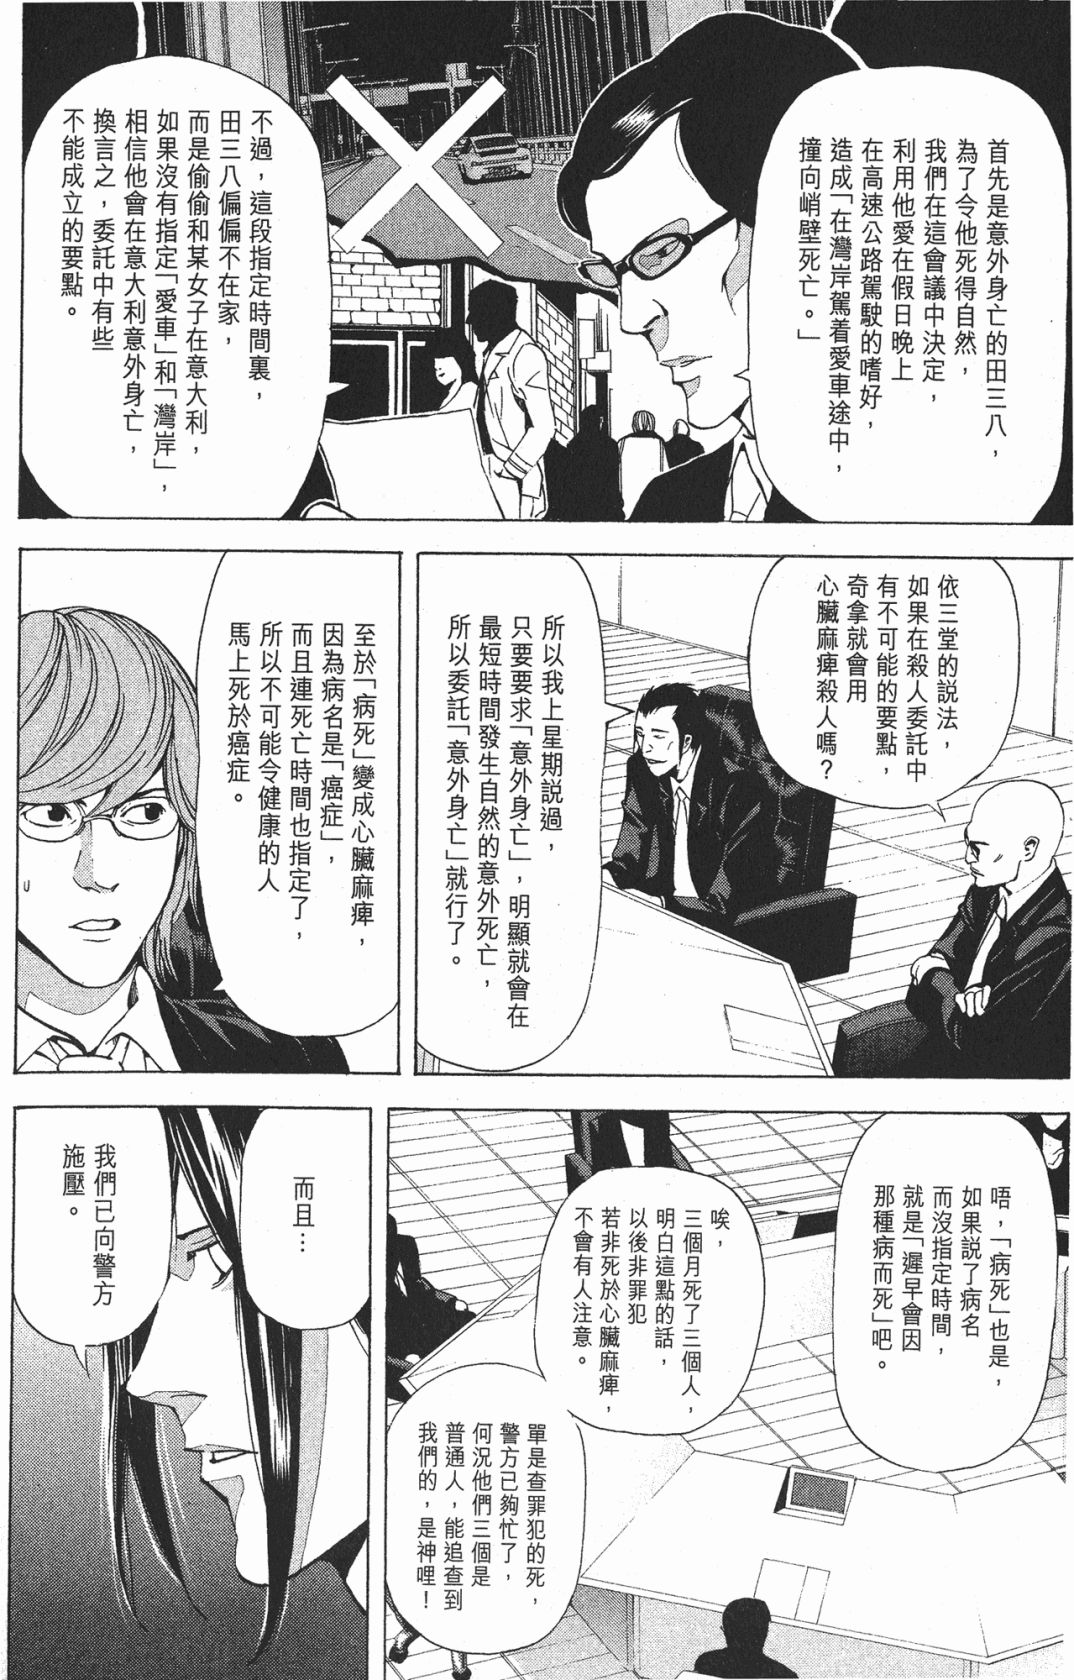 首先是意外身亡的田三八，
為了令他死得自然，
我們在這會議中決定，
利用他愛在假日晚上
在高速公路駕駛的嗜好，
造成「在灣岸駕着愛車途中，
撞向峭壁死亡。」
不過，這段指定時間裏，
田三八偏偏不在家，
而是偷偷和某女子在意大利，
如果沒有指定「愛車」和「灣岸」，
相信他會在意大利意外身亡，
換言之，委託中有些
不能成立的要點。
依三堂的說法，
如果在殺人委託中
有不可能的要點，
奇拿就會用
心臟麻痺殺人嗎？
所以我上星期說過，
只要要求「意外身亡」，明顯就會在
最短時間發生自然的意外死亡，
所以委託「意外身亡」就行了。
至於「病死」變成心臟麻痺，
因為病名是「癌症」，
而且連死亡時間也指定了，
所以不可能令健康的人
馬上死於癌症。
唔，「病死」也是，
如果說了病名
而沒指定時間，
就是「遲早會因
那種病而死」吧。
唉，
三個月死了三個人，
明白這點的話，
以後非罪犯
若非死於心臟麻痺，
不會有人注意。
單是查罪犯的死，
警方已夠忙了，
何況他們三個是
普通人，能追查到
我們的，是神哩！
而且…
我們已向警方
施壓。